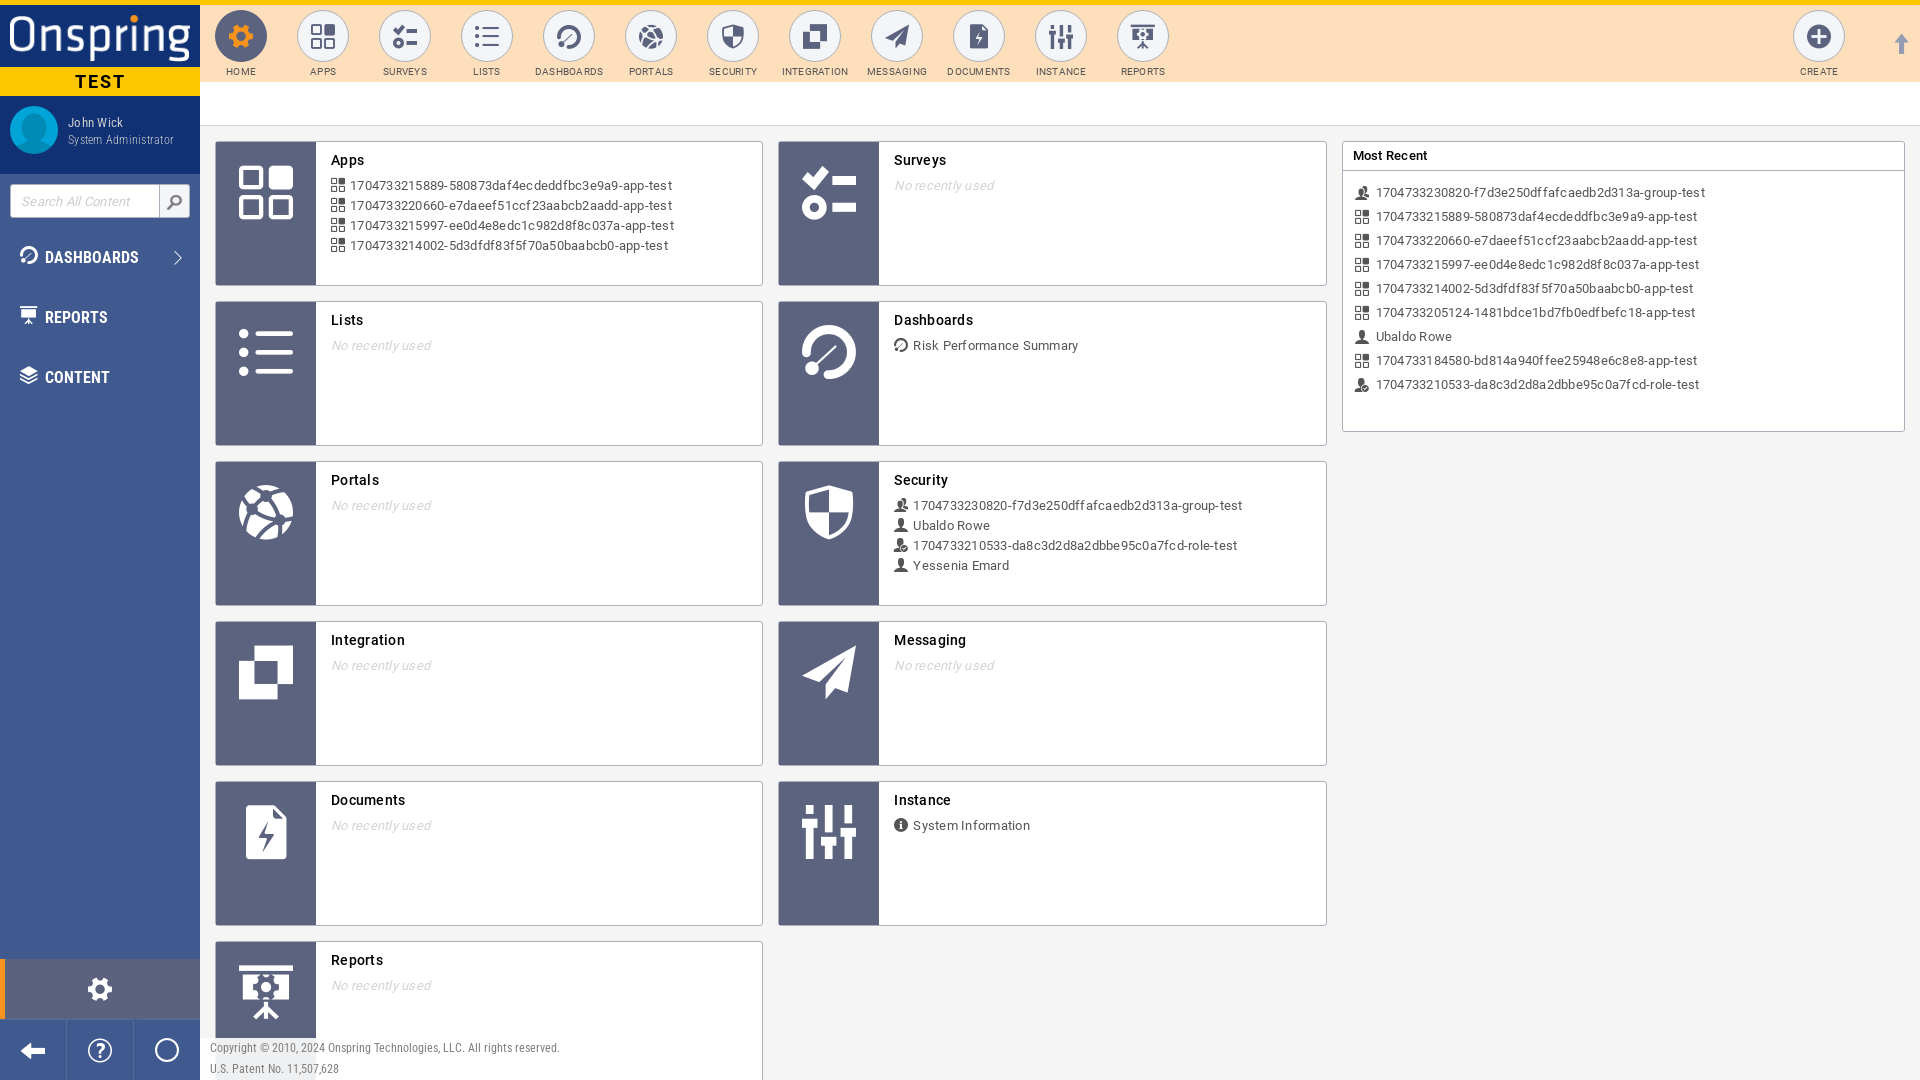 Onspring
TEST
John Wick
System Administrator
Search All Content
DASHBOARDS
REPORTS
CONTENT
HOME
APPS
SURVEYS
LISTS
DASHBOARDS
PORTALS
SECURITY
INTEGRATION
MESSAGING
DOCUMENTS
INSTANCE
REPORTS
CREATE
Apps
1704733215889-580873daf4ecdeddfbc3e9a9-app-test
1704733220660-e7daeef51ccf23aabcb2aadd-app-test
1704733215997-ee0d4e8edc1c982d8f8c037a-app-test
1704733214002-5d3dfdf83f5f70a50baabcb0-app-test
Surveys
No recently used
Lists
No recently used
Dashboards
Risk Performance Summary
Portals
No recently used
Security
1704733230820-f7d3e250dffafcaedb2d313a-group-test
Ubaldo Rowe
1704733210533-da8c3d2d8a2dbbe95c0a7fcd-role-test
Yessenia Emard
Integration
No recently used
Messaging
No recently used
Documents
No recently used
Instance
System Information
Reports
No recently used
Most Recent
1704733230820-f7d3e250dffafcaedb2d313a-group-test
1704733215889-580873daf4ecdeddfbc3e9a9-app-test
1704733220660-e7daeef51ccf23aabcb2aadd-app-test
1704733215997-ee0d4e8edc1c982d8f8c037a-app-test
1704733214002-5d3dfdf83f5f70a50baabcb0-app-test
1704733205124-1481bdce1bd7fb0edfbefc18-app-test
Ubaldo Rowe
1704733184580-bd814a940ffee25948e6c8e8-app-test
1704733210533-da8c3d2d8a2dbbe95c0a7fcd-role-test
Copyright © 2010, 2024 Onspring Technologies, LLC. All rights reserved.
U.S. Patent No. 11,507,628